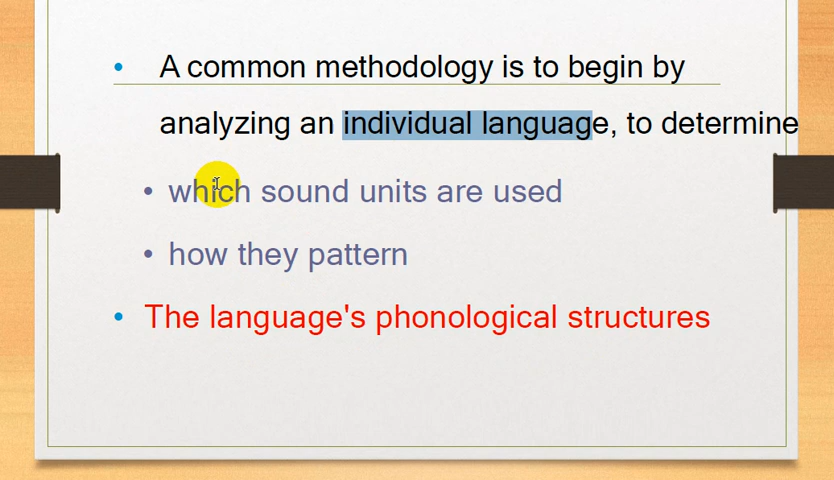 • A common methodology is to begin by
analyzing an individual language, to determine
• which sound units are used
• how they pattern
• The language's phonological structures